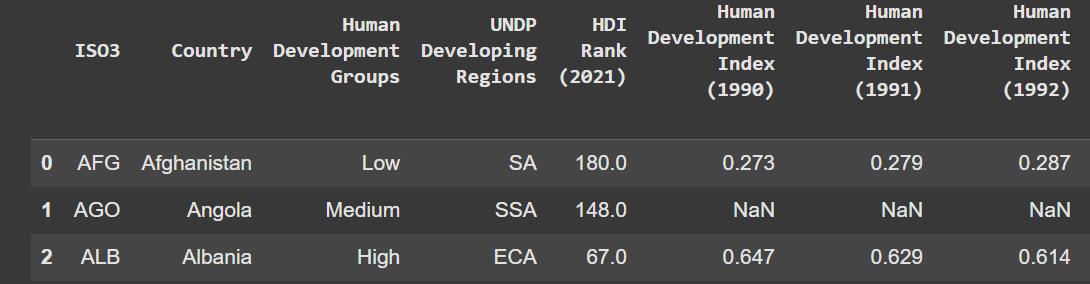 ISO3 Country Human Development Groups UNDP Developing Regions HDI Rank (2021) Human Development Index (1990) Human Development Index (1991) Human Development Index (1992)
0 AFG Afghanistan Low SA 180.0 0.273 0.279 0.287
1 AGO Angola Medium SSA 148.0 NaN NaN NaN
2 ALB Albania High ECA 67.0 0.647 0.629 0.614